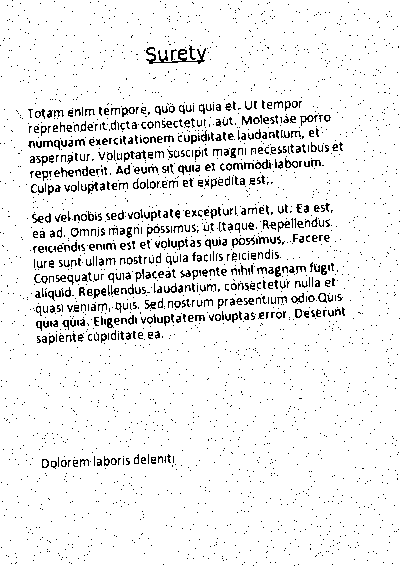 Surety
Totam enim tempore, quo qui quia et. Ut tempor
reprehenderit dicta consectetur, aut. Molestiae porro
numquam exercitationem cupiditate laudantium, et
aspernatur. Voluptatem suscipit magni necessitatibus et
reprehenderit. Ad eum sit quia et commodi laborum.
Culpa voluptatem dolorem et expedita est.
Sed vel nobis sed voluptate excepturi amet, ut. Ea est,
ea ad. Omnis magni possimus, ut itaque. Repellendus
reiciendis enim est et voluptas quia possimus. Facere
iure sunt ullam nostrud quia facilis reiciendis.
Consequatur quia placeat sapiente nihil magnam fugit
aliquid. Repellendus laudantium, consectetur nulla et
quasi veniam, quis. Sed nostrum praesentium odio Quis
quia quia. Eligendi voluptatem voluptas error. Deserunt
sapiente cupiditate ea.
Dolorem laboris deleniti